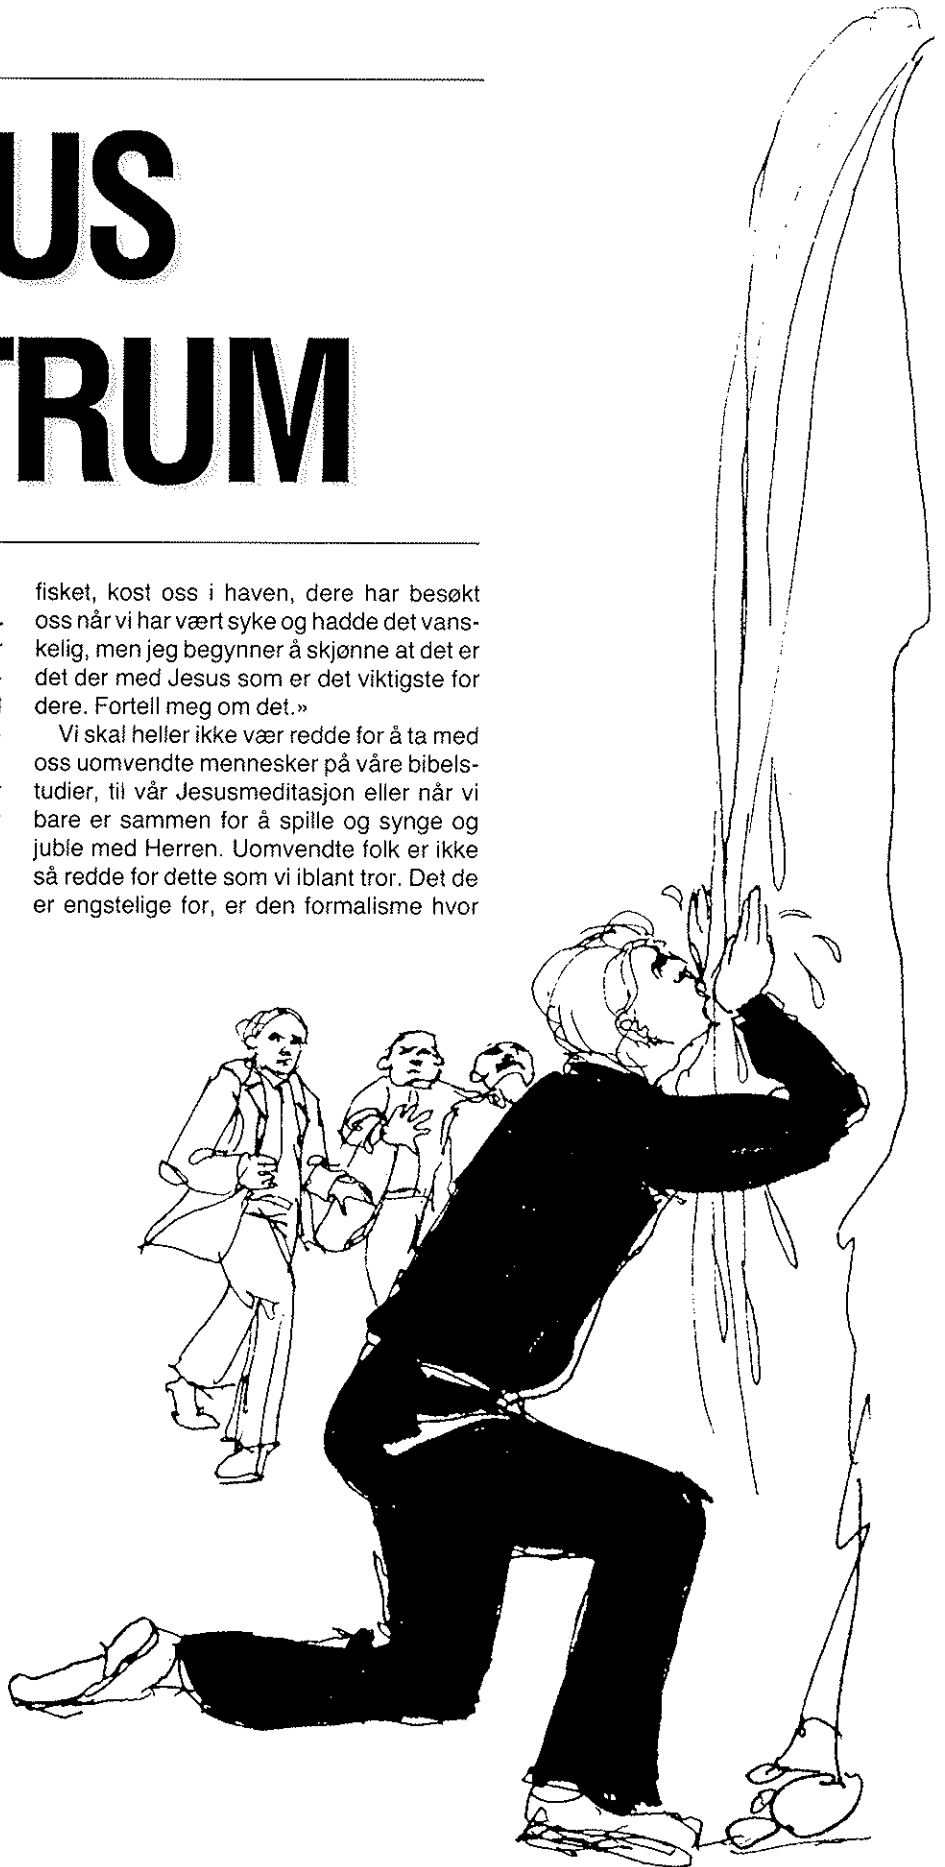 US
TRUM
fisket, kost oss i haven, dere har besøkt
oss når vi har vært syke og hadde det vans-
kelig, men jeg begynner å skjønne at det er
det der med Jesus som er det viktigste for
dere. Fortell meg om det.»
Vi skal heller ikke vær redde for å ta med
oss uomvendte mennesker på våre bibels-
tudier, til vår Jesusmeditasjon eller når vi
bare er sammen for å spille og synge og
juble med Herren. Uomvendte folk er ikke
så redde for dette som vi iblant tror. Det de
er engstelige for, er den formalisme hvor